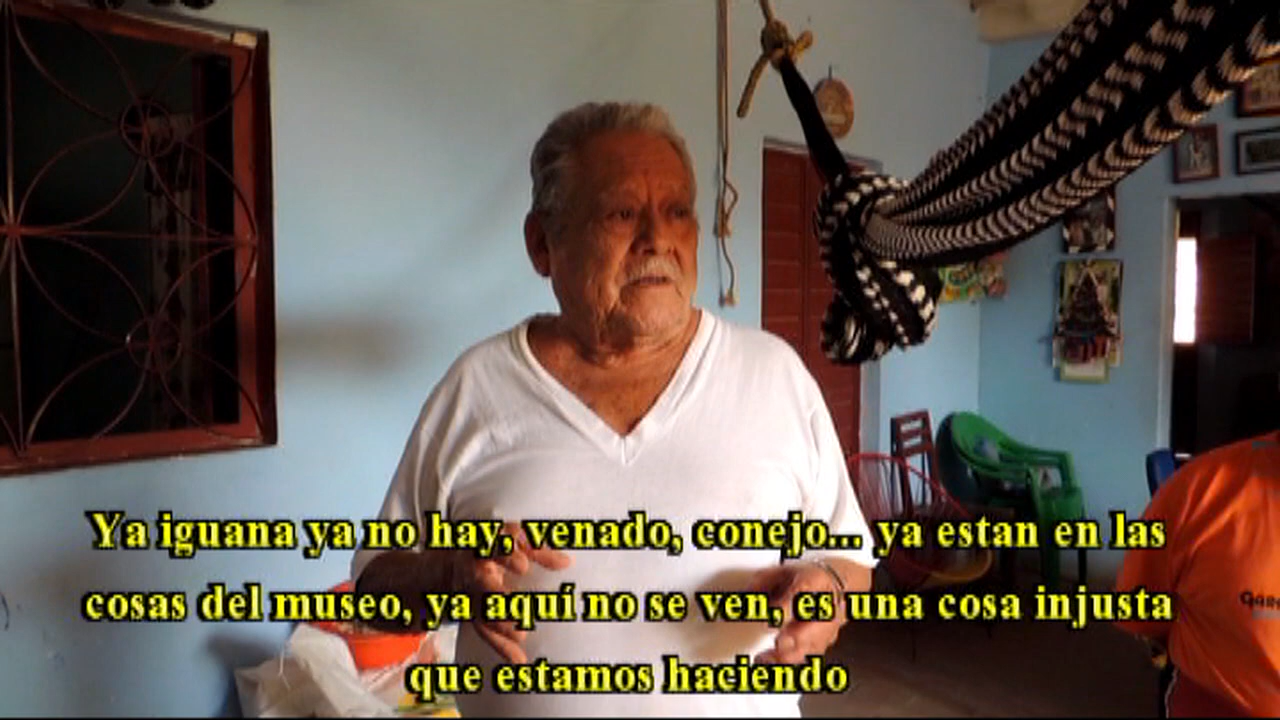 Ya iguana ya no hay, venado, conejo... ya estan en las
cosas del museo, ya aquí no se ven, es una cosa injusta
que estamos haciendo